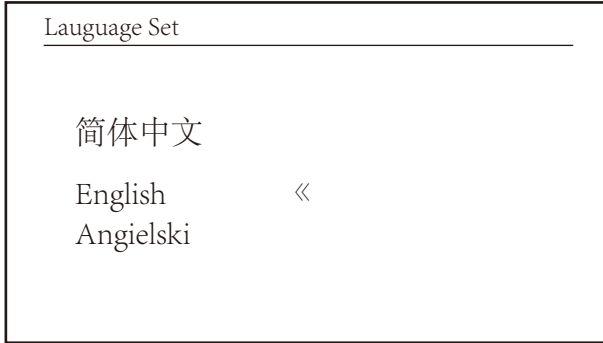 Lauguage Set
简体中文
English 《
Angielski